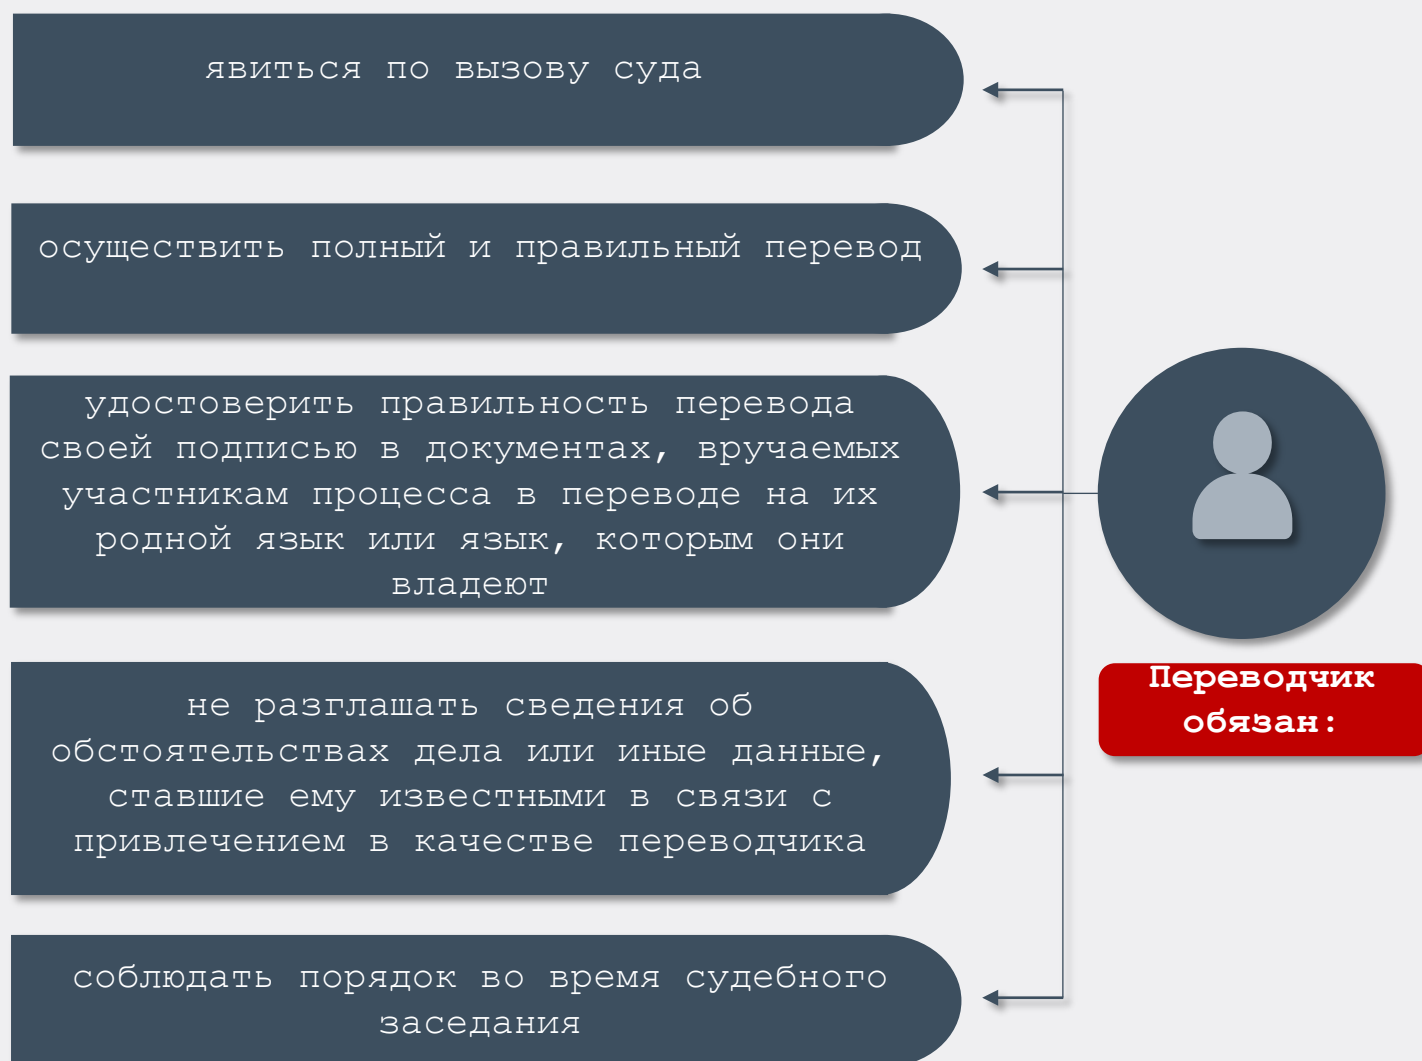 явиться по вызову суда
осуществить полный и правильный перевод
удостоверить правильность перевода
своей подписью в документах, вручаемых
участникам процесса в переводе на их
родной язык или язык, которым они
владеют
не разглашать сведения об
обстоятельствах дела или иные данные,
ставшие ему известными в связи с
привлечением в качестве переводчика
соблюдать порядок во время судебного
заседания
Переводчик
обязан: